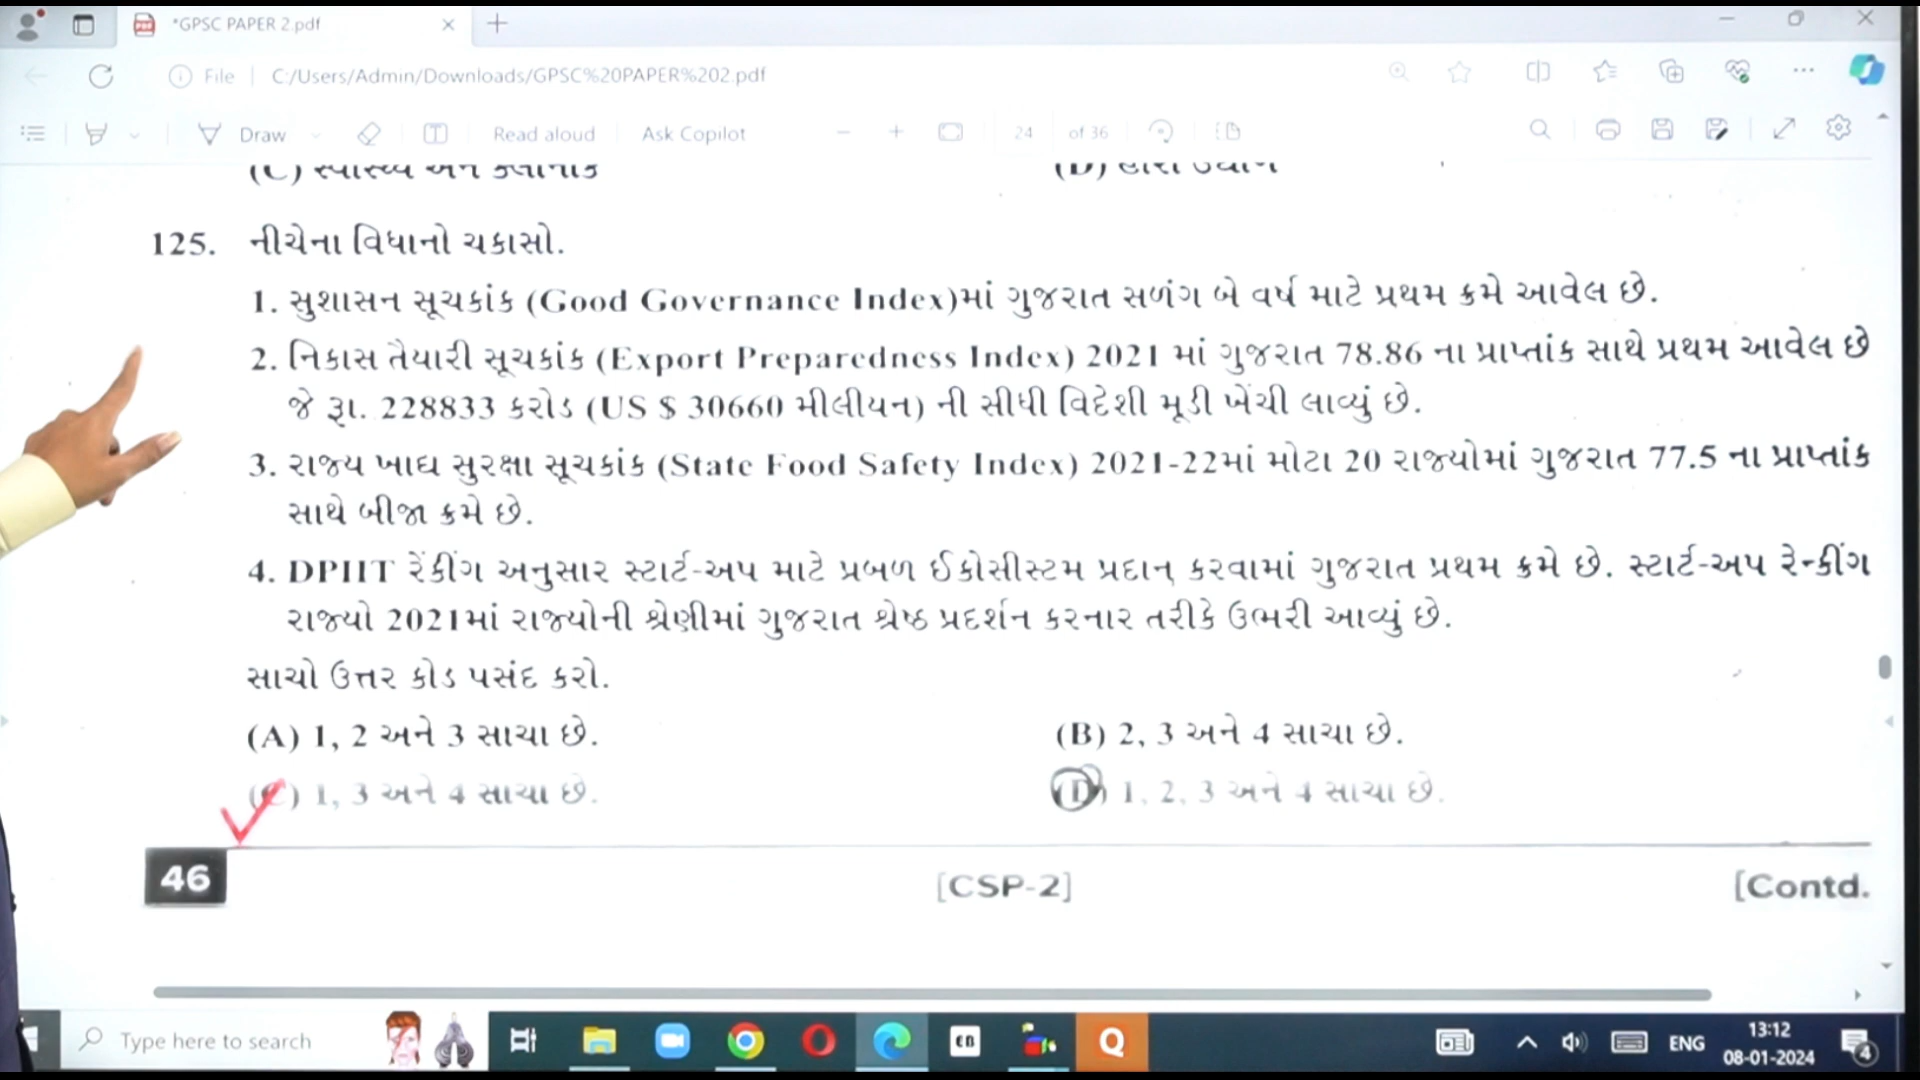 *GPSC PAPER 2.pdf
File C:/Users/Admin/Downloads/GPSC%20PAPER%202.pdf
Draw Read aloud Ask Copilot 24 of 36
125. નીચેના વિધાનો ચકાસો.
1. સુશાસન સૂચકાંક (Good Governance Index)માં ગુજરાત સળંગ બે વર્ષ માટે પ્રથમ ક્રમે આવેલ છે.
2. નિકાસ તૈયારી સૂચકાંક (Export Preparedness Index) 2021 માં ગુજરાત 78.86 ના પ્રાપ્તાંક સાથે પ્રથમ આવેલ છે
જે રૂા. 228833 કરોડ (US $ 30660 મીલીયન) ની સીધી વિદેશી મૂડી ખેંચી લાવ્યું છે.
3. રાજ્ય ખાદ્ય સુરક્ષા સૂચકાંક (State Food Safety Index) 2021-22માં મોટા 20 રાજ્યોમાં ગુજરાત 77.5 ના પ્રાપ્તાંક
સાથે બીજા ક્રમે છે.
4. DPIIT રેંકીંગ અનુસાર સ્ટાર્ટ-અપ માટે પ્રબળ ઈકોસીસ્ટમ પ્રદાન કરવામાં ગુજરાત પ્રથમ ક્રમે છે. સ્ટાર્ટ-અપ રેન્કીંગ
રાજ્યો 2021માં રાજ્યોની શ્રેણીમાં ગુજરાત શ્રેષ્ઠ પ્રદર્શન કરનાર તરીકે ઉભરી આવ્યું છે.
સાચો ઉત્તર કોડ પસંદ કરો.
(A) 1, 2 અને 3 સાચા છે. (B) 2, 3 અને 4 સાચા છે.
(C) 1, 3 અને 4 સાચા છે. (D) 1, 2, 3 અને 4 સાચા છે.
46 [CSP-2] [Contd.
Type here to search ENG 13:12
08-01-2024 4